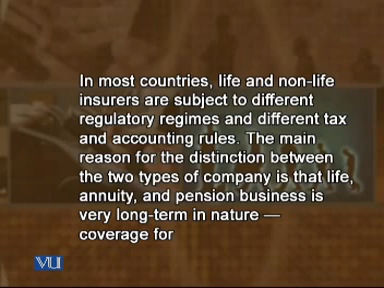 In most countries, life and non-life
insurers are subject to different
regulatory regimes and different tax
and accounting rules. The main
reason for the distinction between
the two types of company is that life,
annuity, and pension business is
very long-term in nature —
coverage for
VU